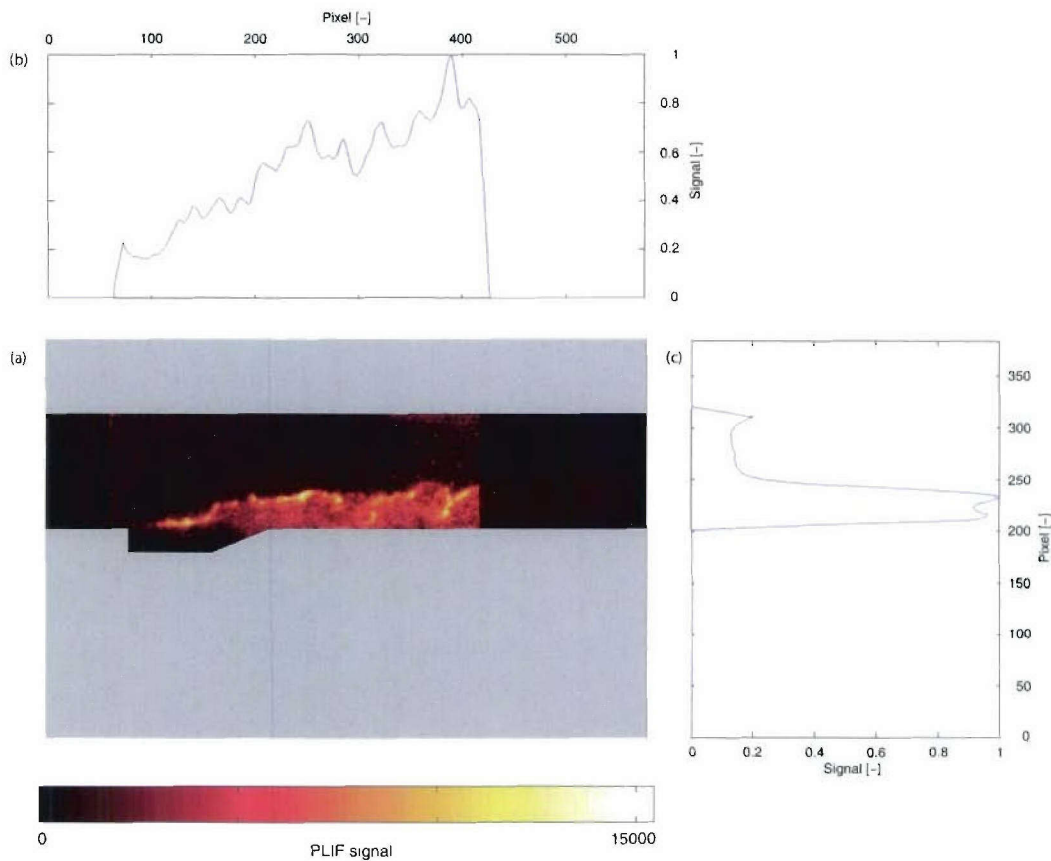 Pixel [-]
0 100 200 300 400 500
(b)
1
0.8
0.6
0.4
0.2
0
Signal [-]
(a)
(c)
350
300
250
200
150
100
50
0
Pixel [-]
0 0.2 0.4 0.6 0.8 1
Signal [-]
0 15000
PLIF signal